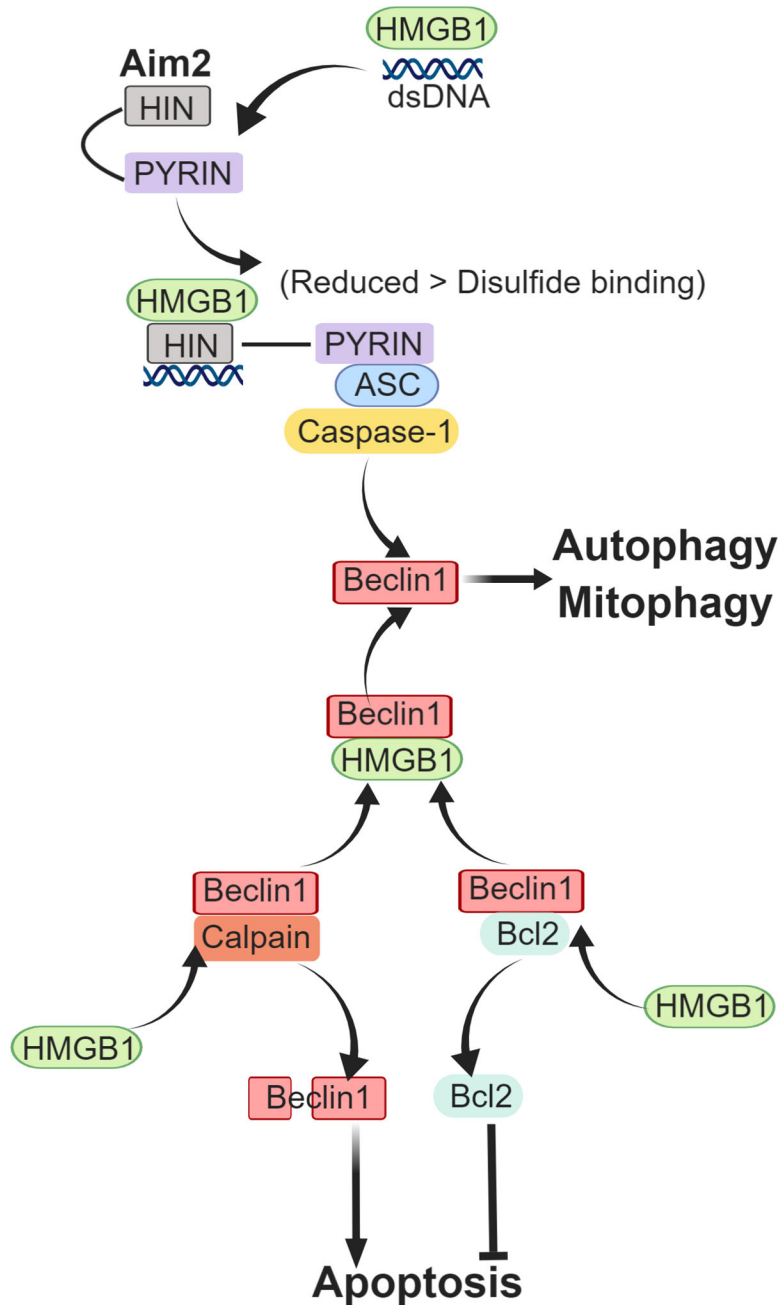 HMGB1
Aim2
HIN
dsDNA
PYRIN
(Reduced > Disulfide binding)
HMGB1
HIN
PYRIN
ASC
Caspase-1
Beclin1
Autophagy
Mitophagy
Beclin1
HMGB1
Beclin1
Calpain
Beclin1
Bcl2
HMGB1
HMGB1
Beclin1
Bcl2
Apoptosis